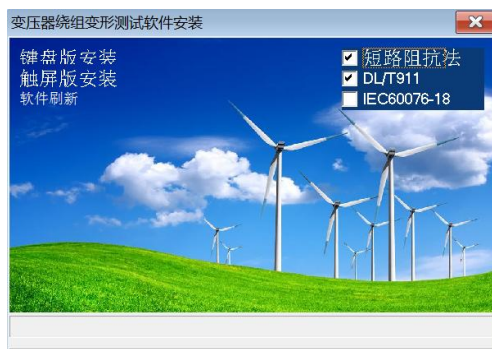 变压器绕组变形测试软件安装
键盘版安装
触屏版安装
软件刷新
短路阻抗法
DL/T911
IEC60076-18